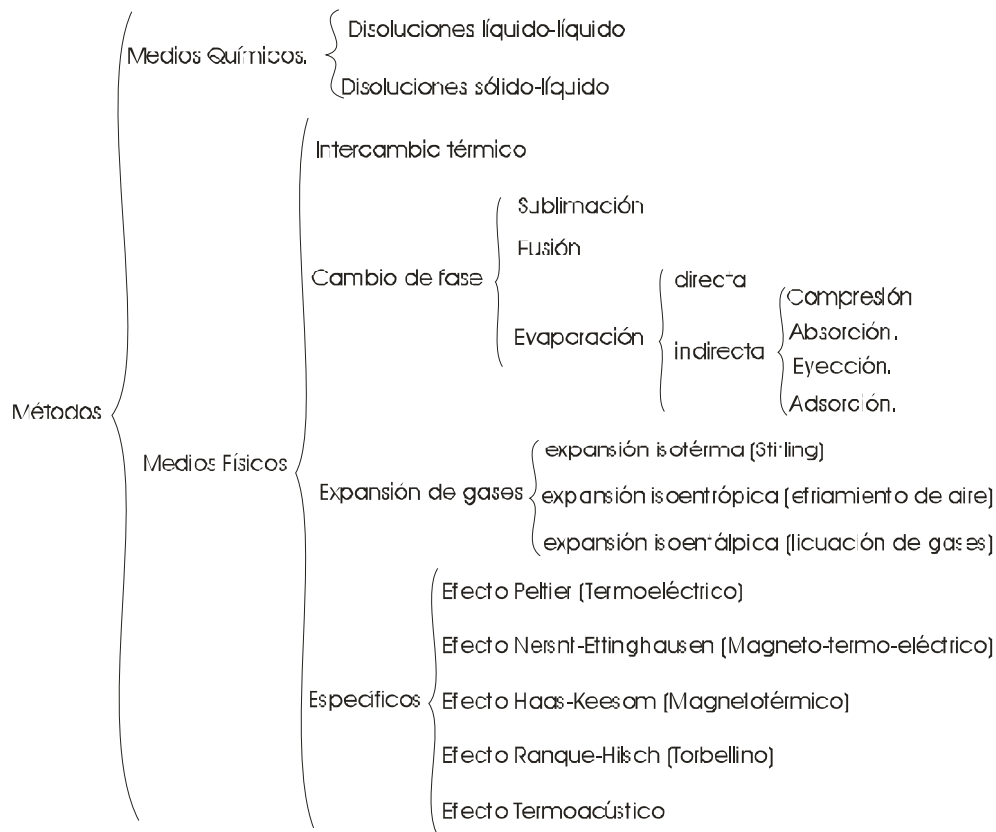 Métodos
Medios Químicos.
Disoluciones líquido-líquido
Disoluciones sólido-líquido
Medios Físicos
Intercambio térmico
Cambio de fase
Sublimación
Fusión
Evaporación
directa
indirecta
Compresión
Absorción.
Eyección.
Adsorción.
Expansión de gases
expansión isotérma (Stirling)
expansión isoentrópica (efriamiento de aire)
expansión isoentálpica (licuación de gases)
Específicos
Efecto Peltier (Termoeléctrico)
Efecto Nersnt-Ettinghausen (Magneto-termo-eléctrico)
Efecto Haas-Keesom (Magnetotérmico)
Efecto Ranque-Hilsch (Torbellino)
Efecto Termoacústico